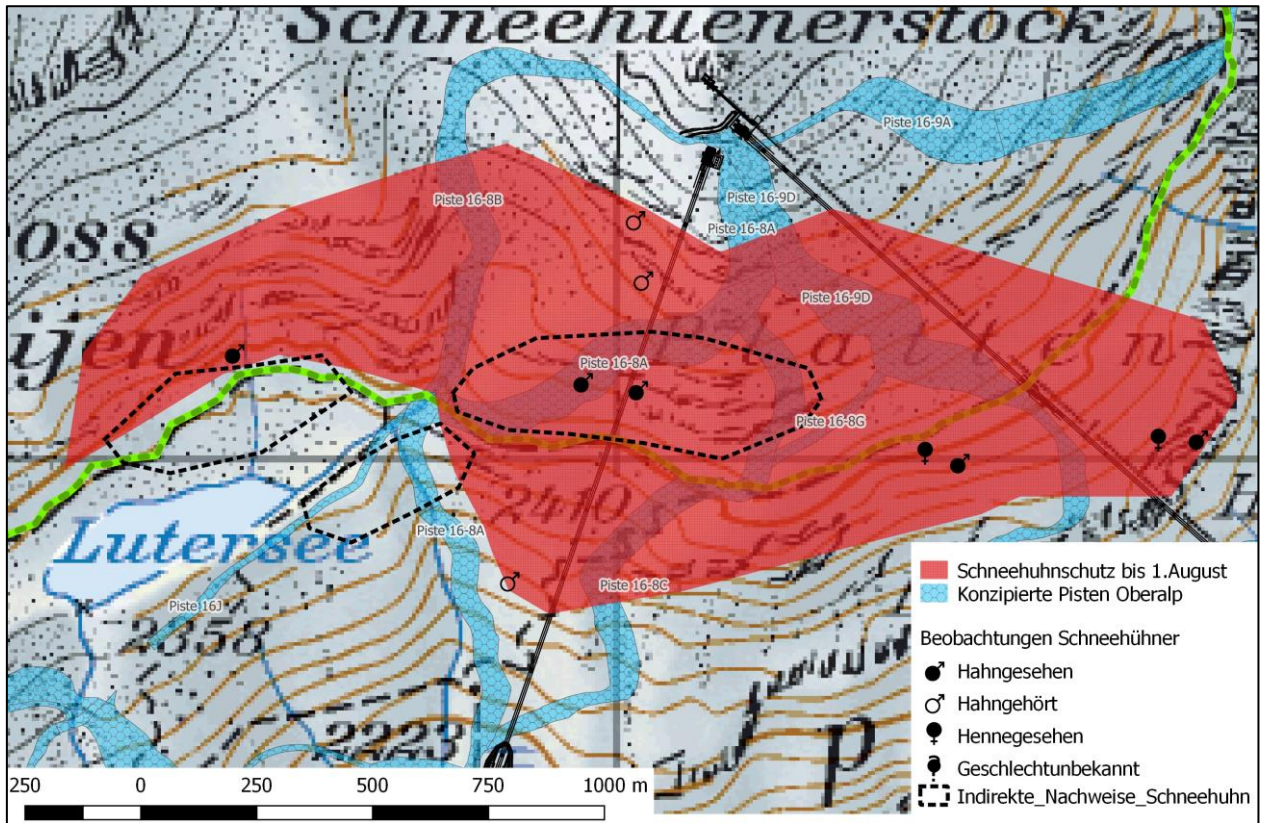 Schneehuenerstock
Piste 16-9A
Piste 16-8B
Piste 16-9D
Piste 16-8A
oss
Piste 16-9D
ijen
Piste 16-8A
Platten-
Piste 16-8G
2410
Lutersee
Piste 16-8A
Piste 16-8C
Piste 16J
2358
2223
P
250 0 250 500 750 1000 m
Schneehuhnschutz bis 1.August
Konzipierte Pisten Oberalp
Beobachtungen Schneehühner
Hahngesehen
Hahngehört
Hennegesehen
Geschlechtunbekannt
Indirekte_Nachweise_Schneehuhn